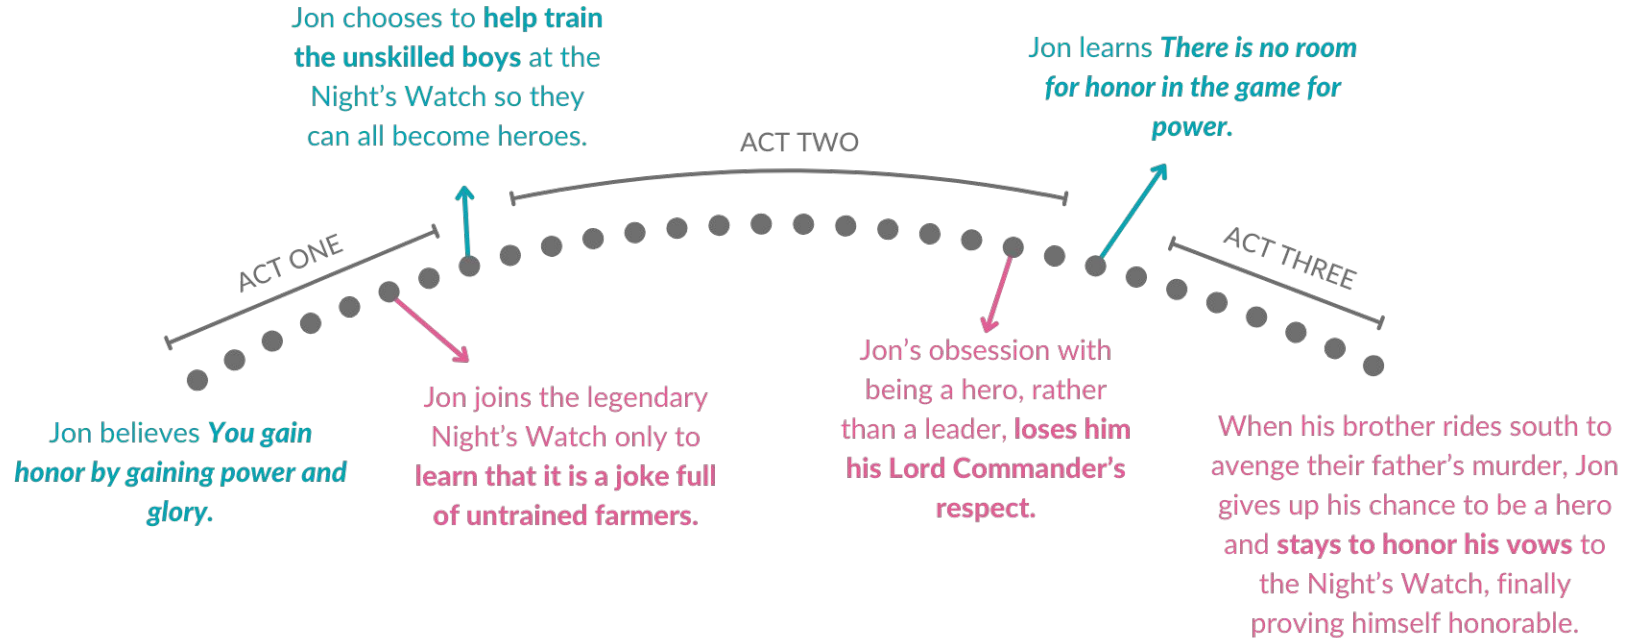 Jon chooses to help train
the unskilled boys at the
Night’s Watch so they
can all become heroes.
Jon learns There is no room
for honor in the game for
power.
ACT TWO
ACT ONE
ACT THREE
Jon believes You gain
honor by gaining power and
glory.
Jon joins the legendary
Night’s Watch only to
learn that it is a joke full
of untrained farmers.
Jon’s obsession with
being a hero, rather
than a leader, loses him
his Lord Commander’s
respect.
When his brother rides south to
avenge their father’s murder, Jon
gives up his chance to be a hero
and stays to honor his vows to
the Night’s Watch, finally
proving himself honorable.